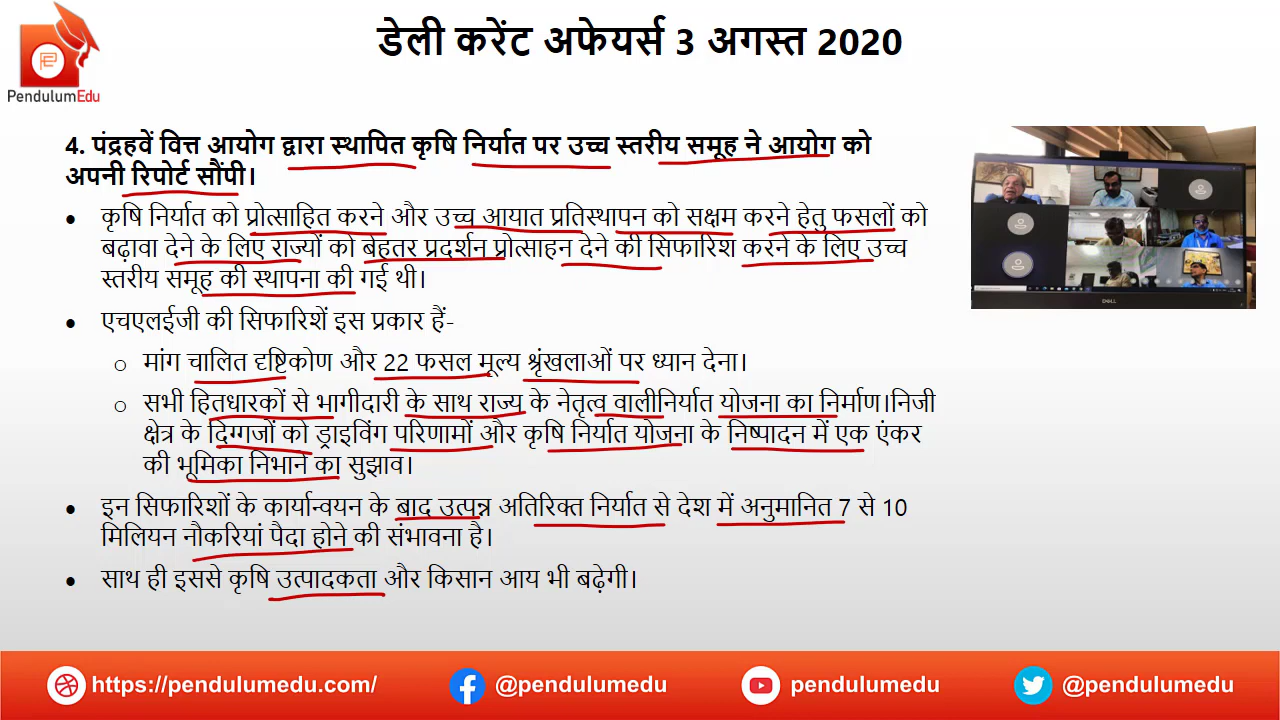 डेली करेंट अफेयर्स 3 अगस्त 2020
PendulumEdu
4. पंद्रहवें वित्त आयोग द्वारा स्थापित कृषि निर्यात पर उच्च स्तरीय समूह ने आयोग को
अपनी रिपोर्ट सौंपी।
• कृषि निर्यात को प्रोत्साहित करने और उच्च आयात प्रतिस्थापन को सक्षम करने हेतु फसलों को
बढ़ावा देने के लिए राज्यों को बेहतर प्रदर्शन प्रोत्साहन देने की सिफारिश करने के लिए उच्च
स्तरीय समूह की स्थापना की गई थी।
• एचएलईजी की सिफारिशें इस प्रकार हैं-
o मांग चालित दृष्टिकोण और 22 फसल मूल्य श्रृंखलाओं पर ध्यान देना।
o सभी हितधारकों से भागीदारी के साथ राज्य के नेतृत्व वालीनिर्यात योजना का निर्माण।निजी
क्षेत्र के दिग्गजों को ड्राइविंग परिणामों और कृषि निर्यात योजना के निष्पादन में एक एंकर
की भूमिका निभाने का सुझाव।
• इन सिफारिशों के कार्यान्वयन के बाद उत्पन्न अतिरिक्त निर्यात से देश में अनुमानित 7 से 10
मिलियन नौकरियां पैदा होने की संभावना है।
• साथ ही इससे कृषि उत्पादकता और किसान आय भी बढ़ेगी।
DELL
https://pendulumedu.com/
@pendulumedu
pendulumedu
@pendulumedu